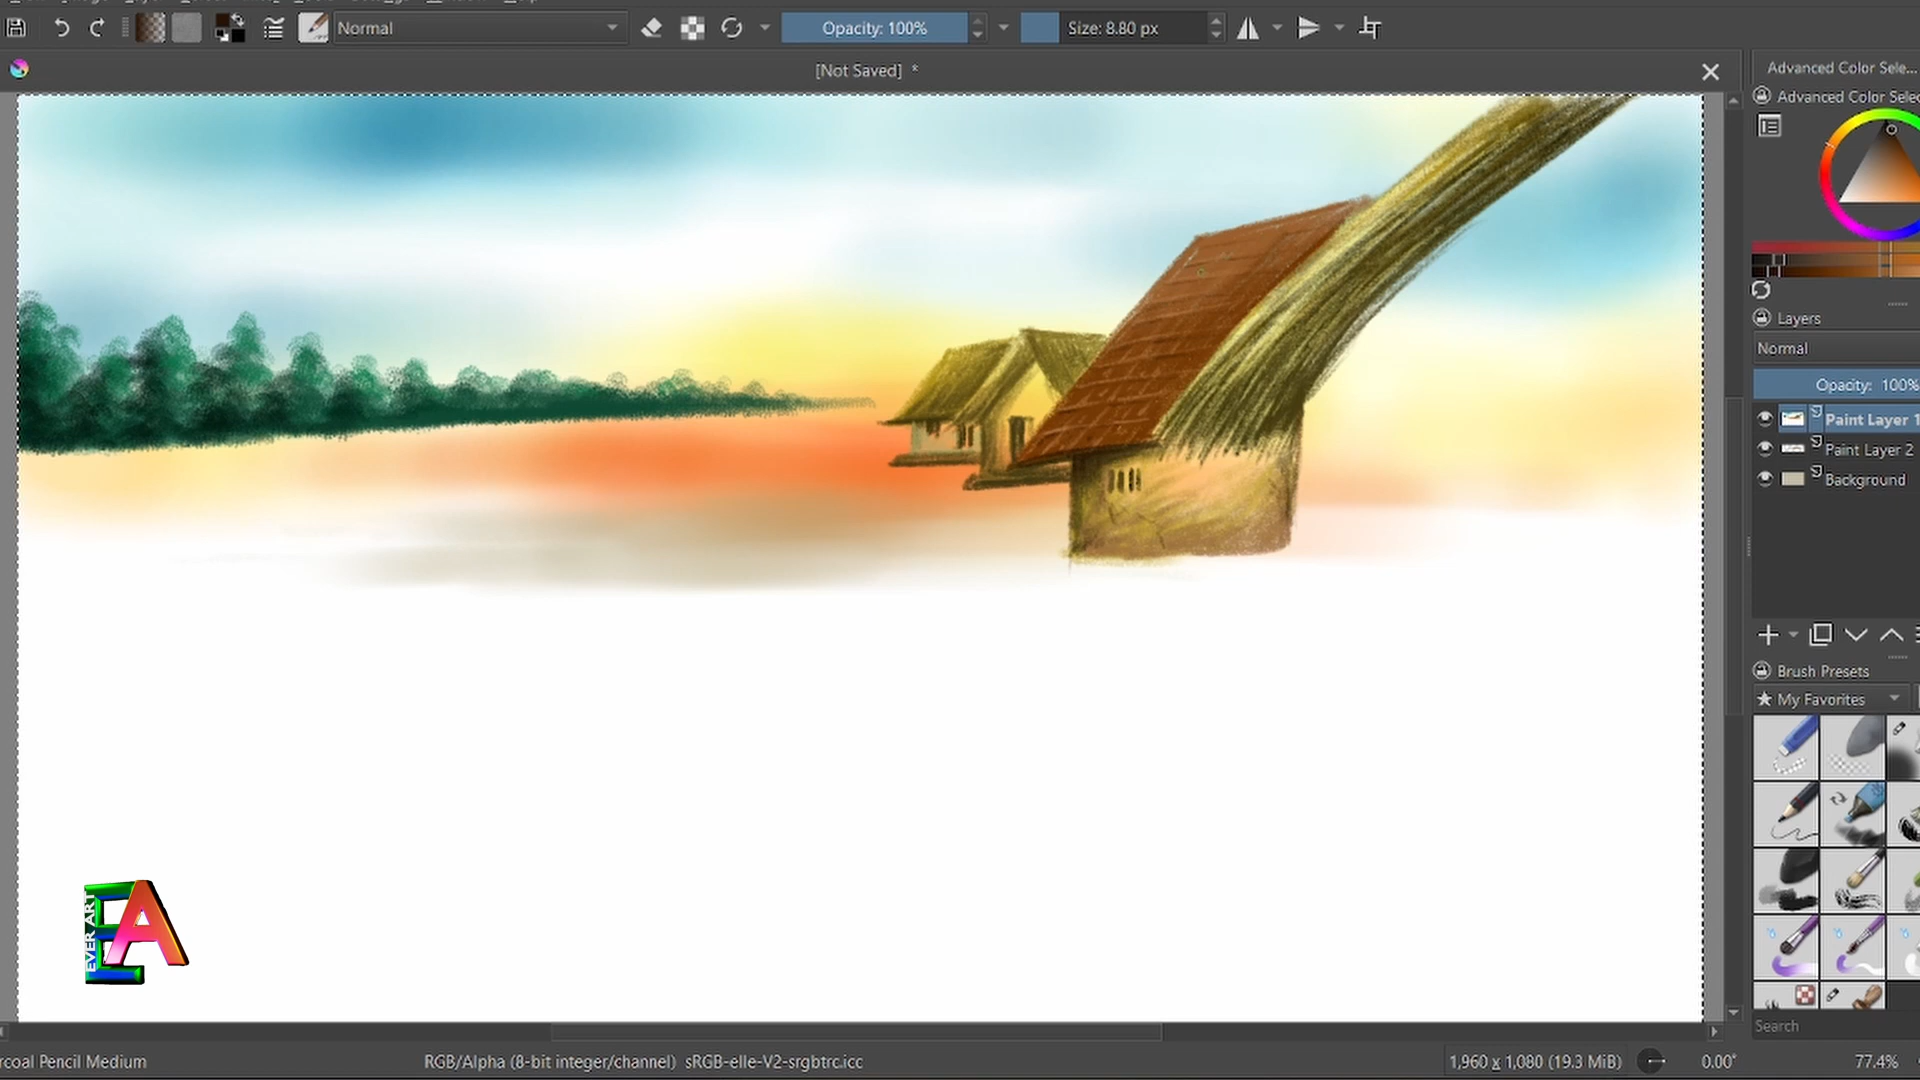 Normal
Opacity: 100%
Size: 8.80 px
[Not Saved] *
Advanced Color Sele...
Advanced Color Selec
Layers
Normal
Opacity: 100%
Paint Layer 1
Paint Layer 2
Background
Brush Presets
My Favorites
Search
EVER ART
EA
rcoal Pencil Medium
RGB/Alpha (8-bit integer/channel) sRGB-elle-V2-srgbtrc.icc
1,960 x 1,080 (19.3 MiB)
0.00°
77.4%